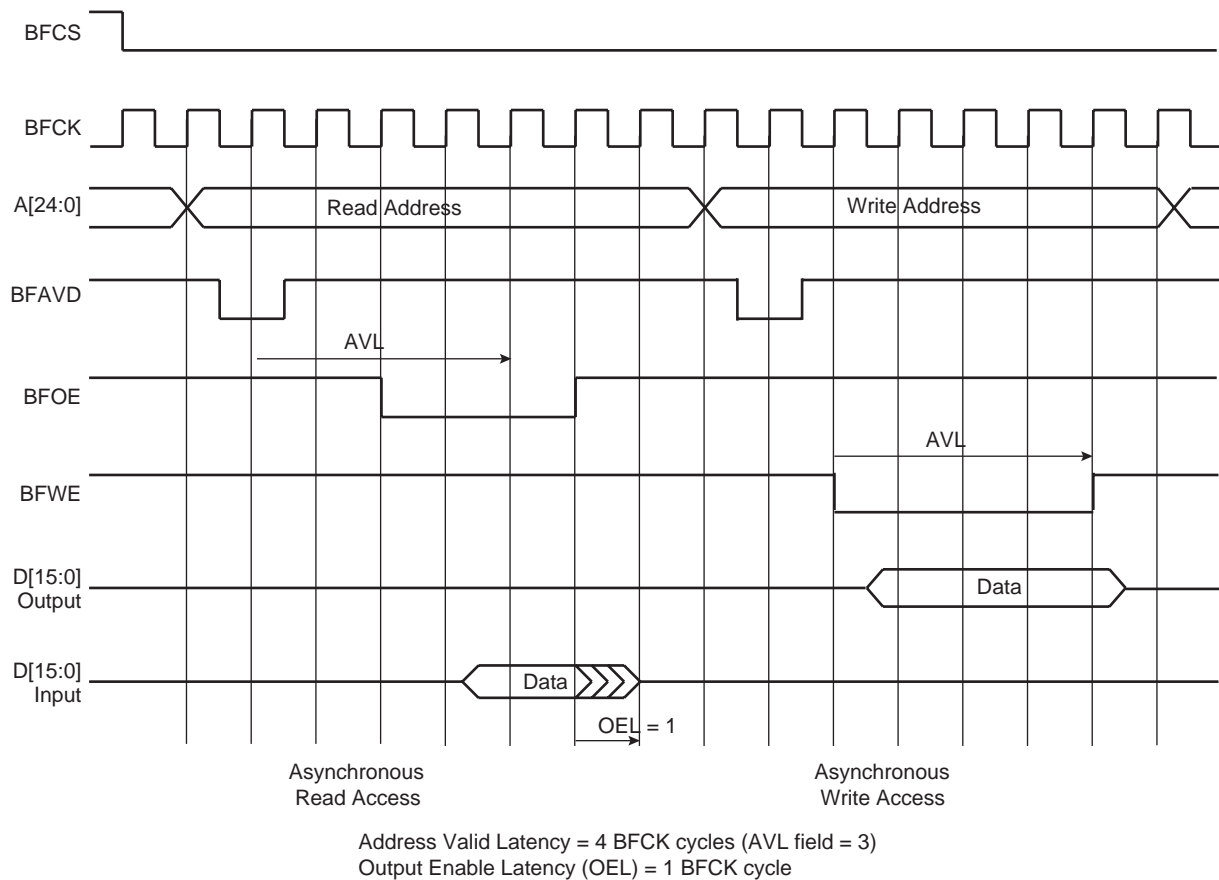 BFCS
BFCK
A[24:0]
Read Address
Write Address
BFAVD
AVL
BFOE
AVL
BFWE
D[15:0]
Output
Data
D[15:0]
Input
Data
OEL = 1
Asynchronous
Read Access
Asynchronous
Write Access
Address Valid Latency = 4 BFCK cycles (AVL field = 3)
Output Enable Latency (OEL) = 1 BFCK cycle